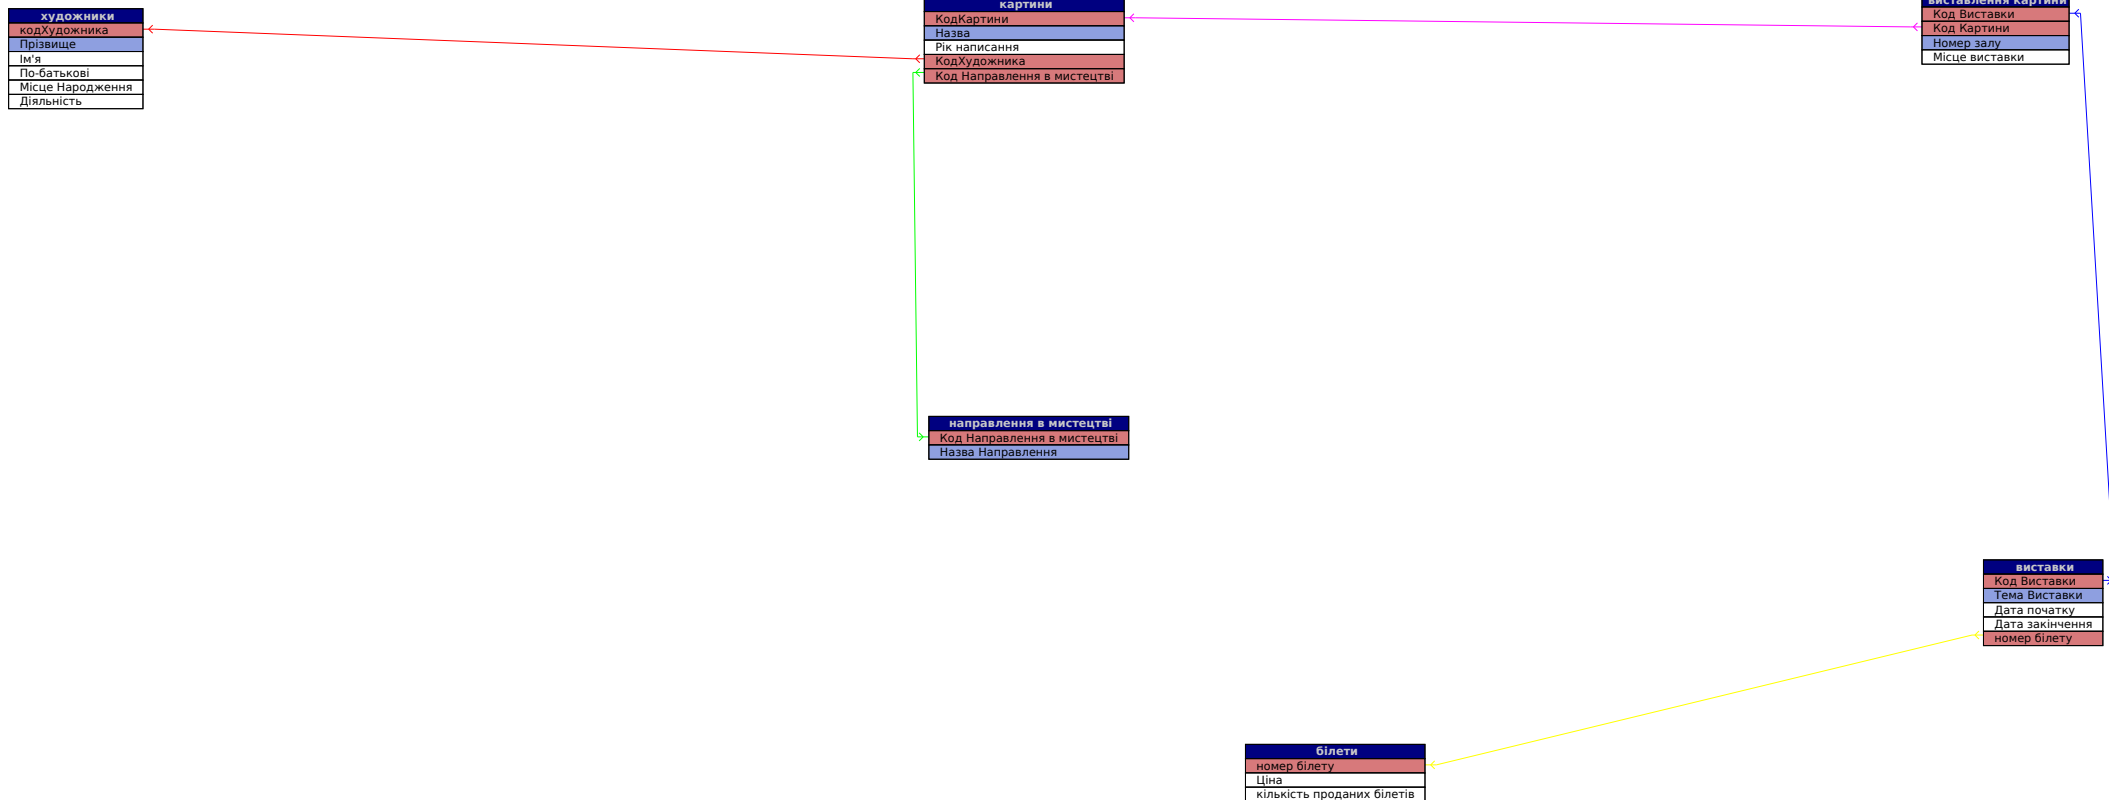 художники
кодХудожника
Прізвище
Ім'я
По-батькові
Місце Народження
Діяльність
картини
КодКартини
Назва
Рік написання
КодХудожника
Код Направлення в мистецтві
виставлення картини
Код Виставки
Код Картини
Номер залу
Місце виставки
направлення в мистецтві
Код Направлення в мистецтві
Назва Направлення
виставки
Код Виставки
Тема Виставки
Дата початку
Дата закінчення
номер білету
білети
номер білету
Ціна
кількість проданих білетів